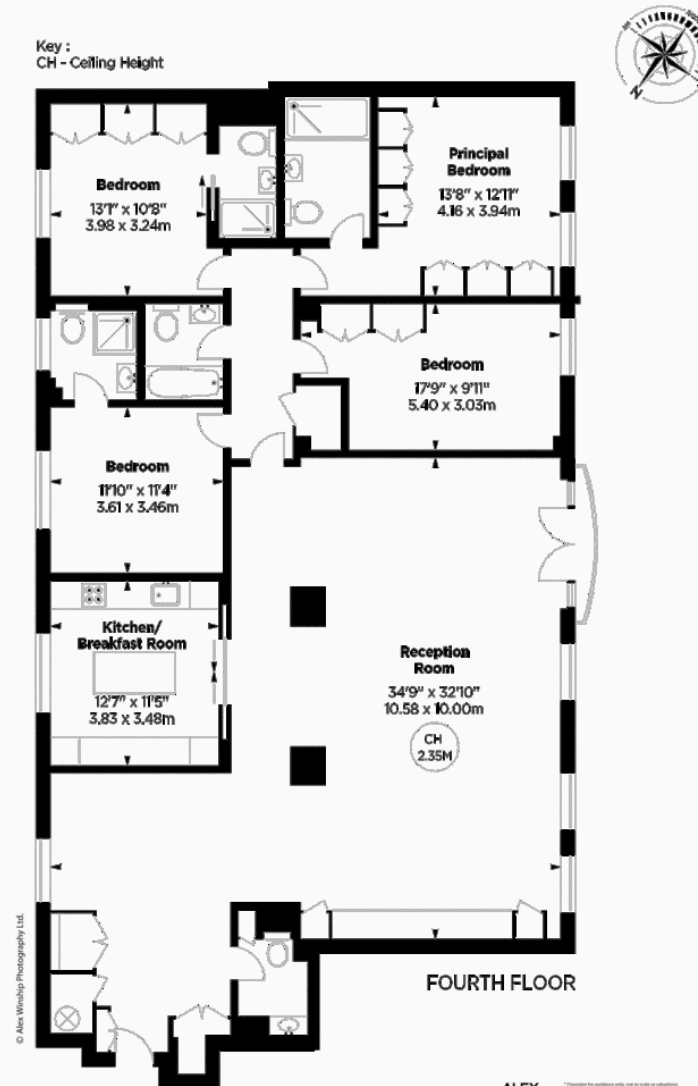 Key :
CH - Ceiling Height
N
Bedroom
13'1" x 10'8"
3.98 x 3.24m
Principal
Bedroom
13'8" x 12'11"
4.16 x 3.94m
Bedroom
17'9" x 9'11"
5.40 x 3.03m
Bedroom
11'10" x 11'4"
3.61 x 3.46m
Kitchen/
Breakfast Room
12'7" x 11'5"
3.83 x 3.48m
Reception
Room
34'9" x 32'10"
10.58 x 10.00m
CH
2.35M
FOURTH FLOOR
© Alex Winship Photography Ltd.
ALEX